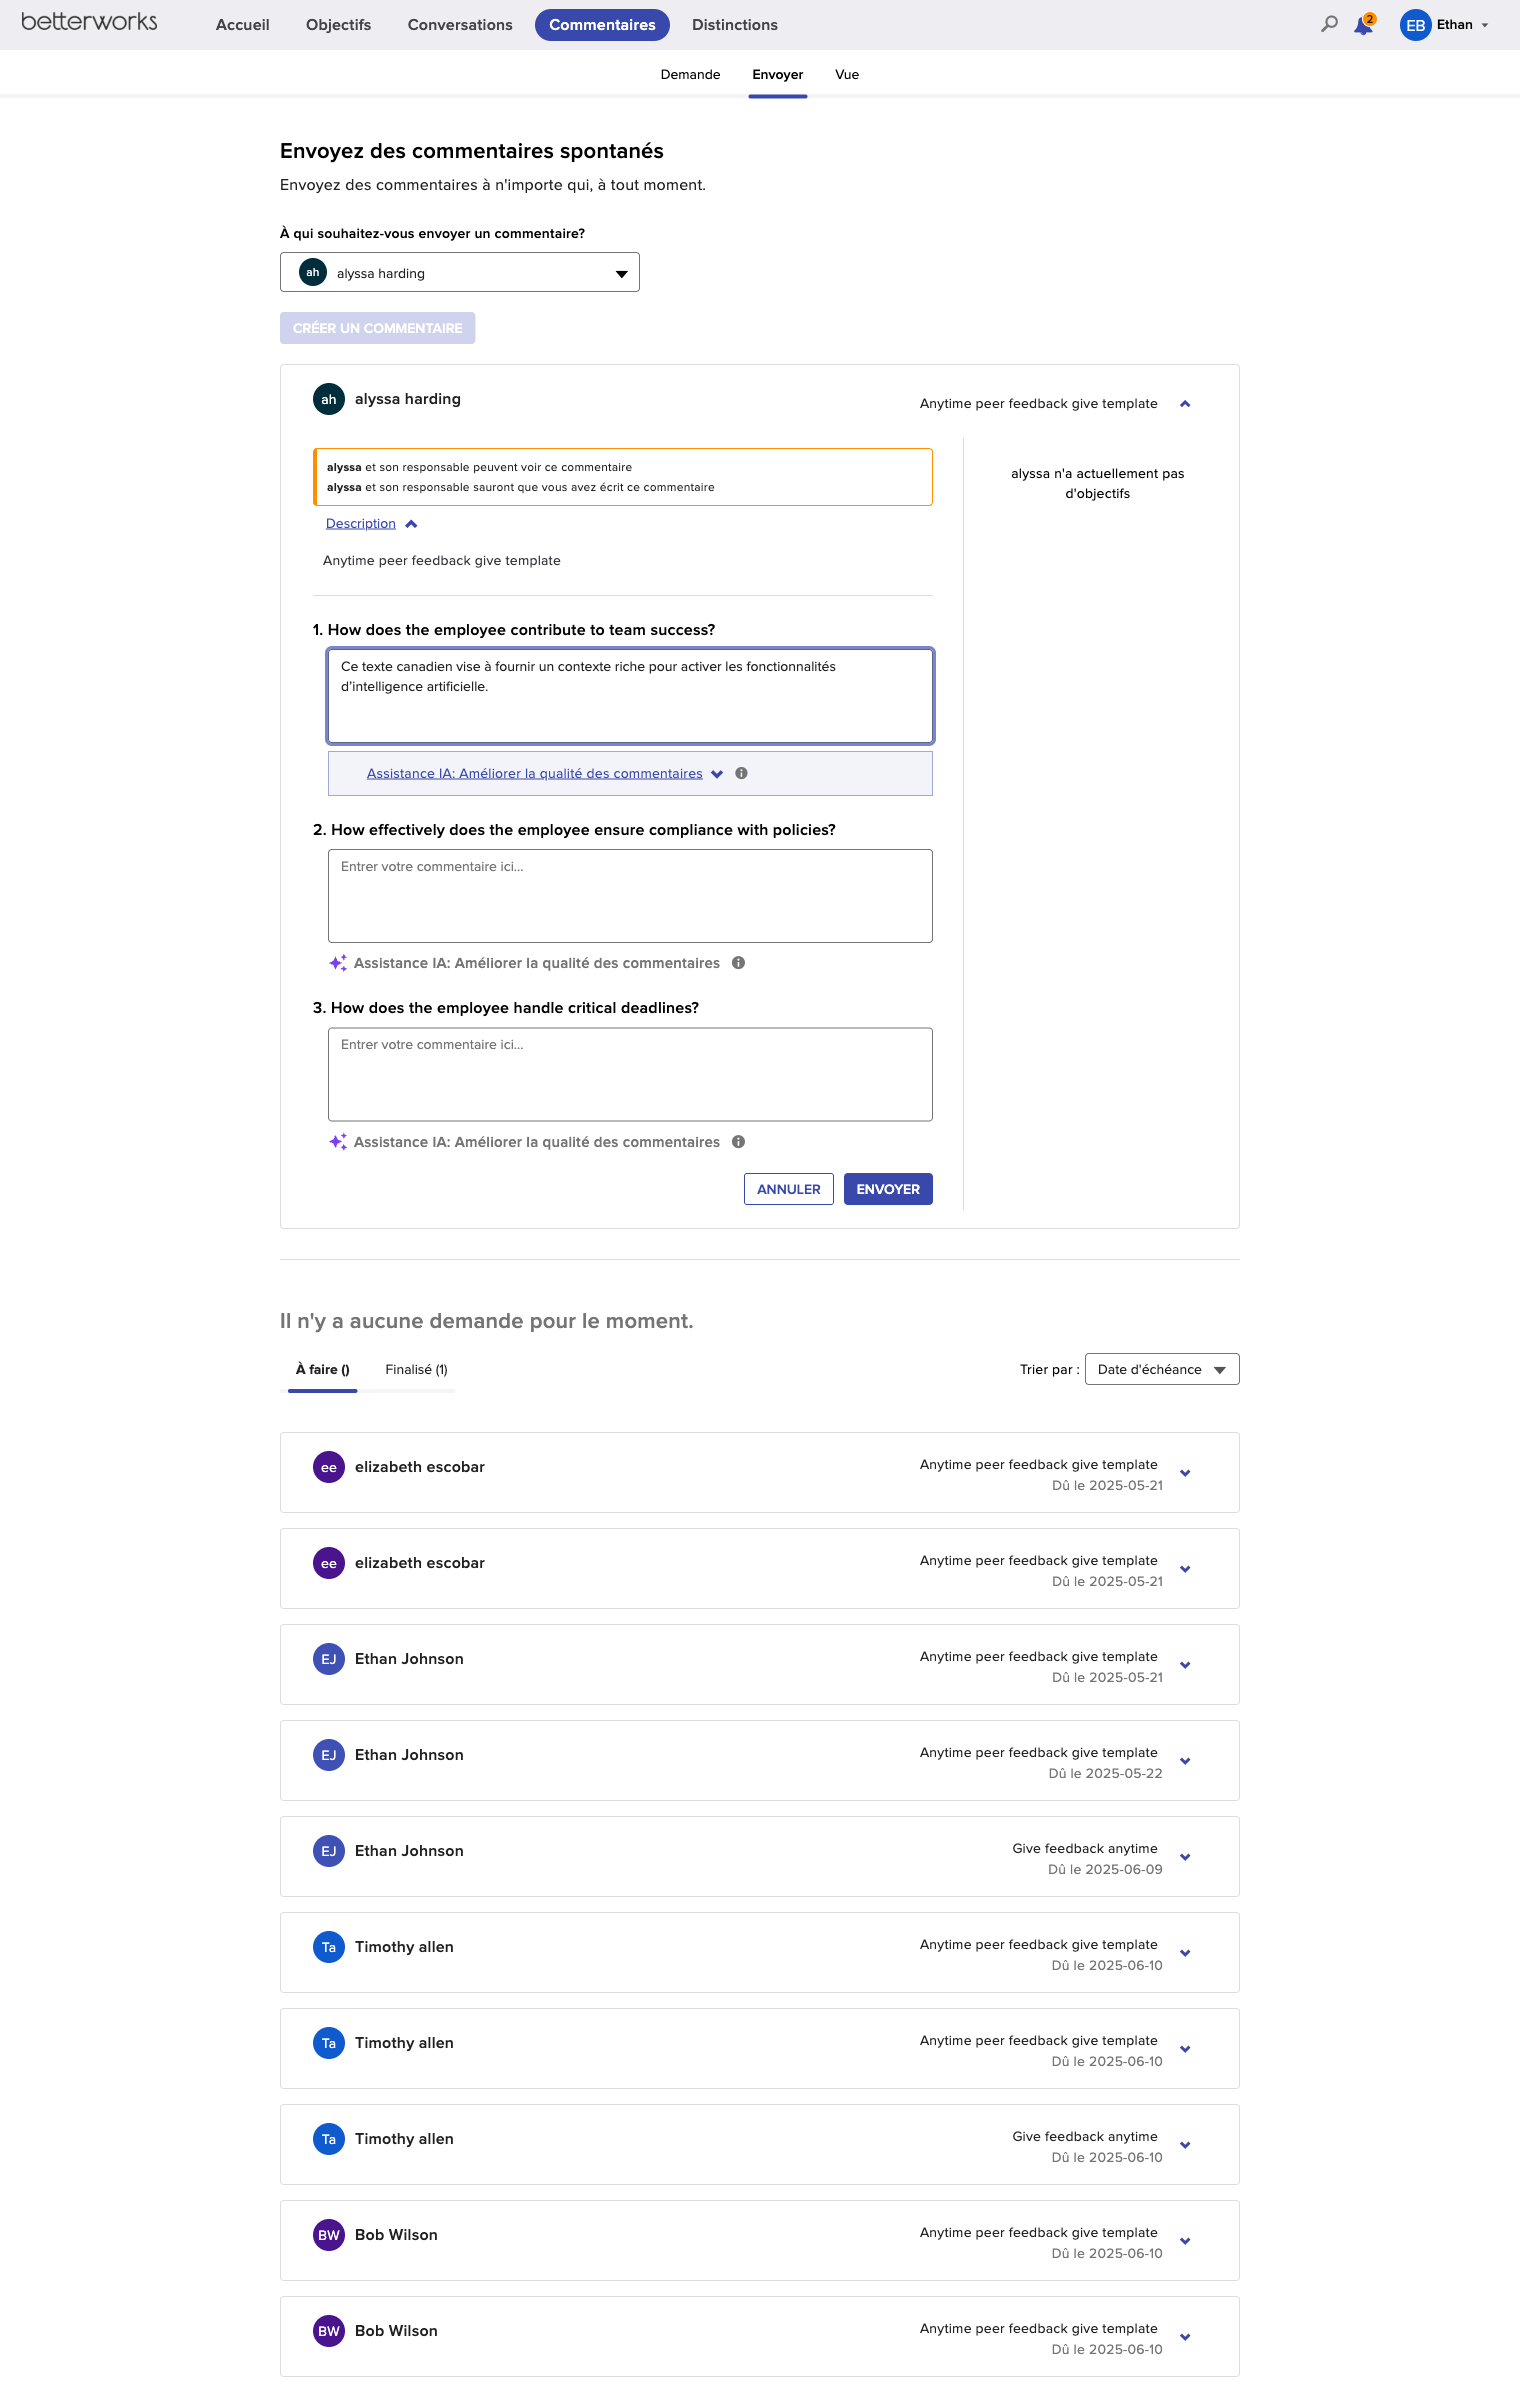 betterworks
Accueil
Objectifs
Conversations
Commentaires
Distinctions
2
EB
Ethan
Demande
Envoyer
Vue
Envoyez des commentaires spontanés
Envoyez des commentaires à n'importe qui, à tout moment.
À qui souhaitez-vous envoyer un commentaire?
ah
alyssa harding
CRÉER UN COMMENTAIRE
ah
alyssa harding
Anytime peer feedback give template
alyssa et son responsable peuvent voir ce commentaire
alyssa et son responsable sauront que vous avez écrit ce commentaire
alyssa n'a actuellement pas
d'objectifs
Description
Anytime peer feedback give template
1. How does the employee contribute to team success?
Ce texte canadien vise à fournir un contexte riche pour activer les fonctionnalités
d'intelligence artificielle.
Assistance IA: Améliorer la qualité des commentaires
2. How effectively does the employee ensure compliance with policies?
Entrer votre commentaire ici...
Assistance IA: Améliorer la qualité des commentaires
3. How does the employee handle critical deadlines?
Entrer votre commentaire ici...
Assistance IA: Améliorer la qualité des commentaires
ANNULER
ENVOYER
Il n'y a aucune demande pour le moment.
À faire ()
Finalisé (1)
Trier par :
Date d'échéance
ee
elizabeth escobar
Anytime peer feedback give template
Dû le 2025-05-21
ee
elizabeth escobar
Anytime peer feedback give template
Dû le 2025-05-21
EJ
Ethan Johnson
Anytime peer feedback give template
Dû le 2025-05-21
EJ
Ethan Johnson
Anytime peer feedback give template
Dû le 2025-05-22
EJ
Ethan Johnson
Give feedback anytime
Dû le 2025-06-09
Ta
Timothy allen
Anytime peer feedback give template
Dû le 2025-06-10
Ta
Timothy allen
Anytime peer feedback give template
Dû le 2025-06-10
Ta
Timothy allen
Give feedback anytime
Dû le 2025-06-10
BW
Bob Wilson
Anytime peer feedback give template
Dû le 2025-06-10
BW
Bob Wilson
Anytime peer feedback give template
Dû le 2025-06-10